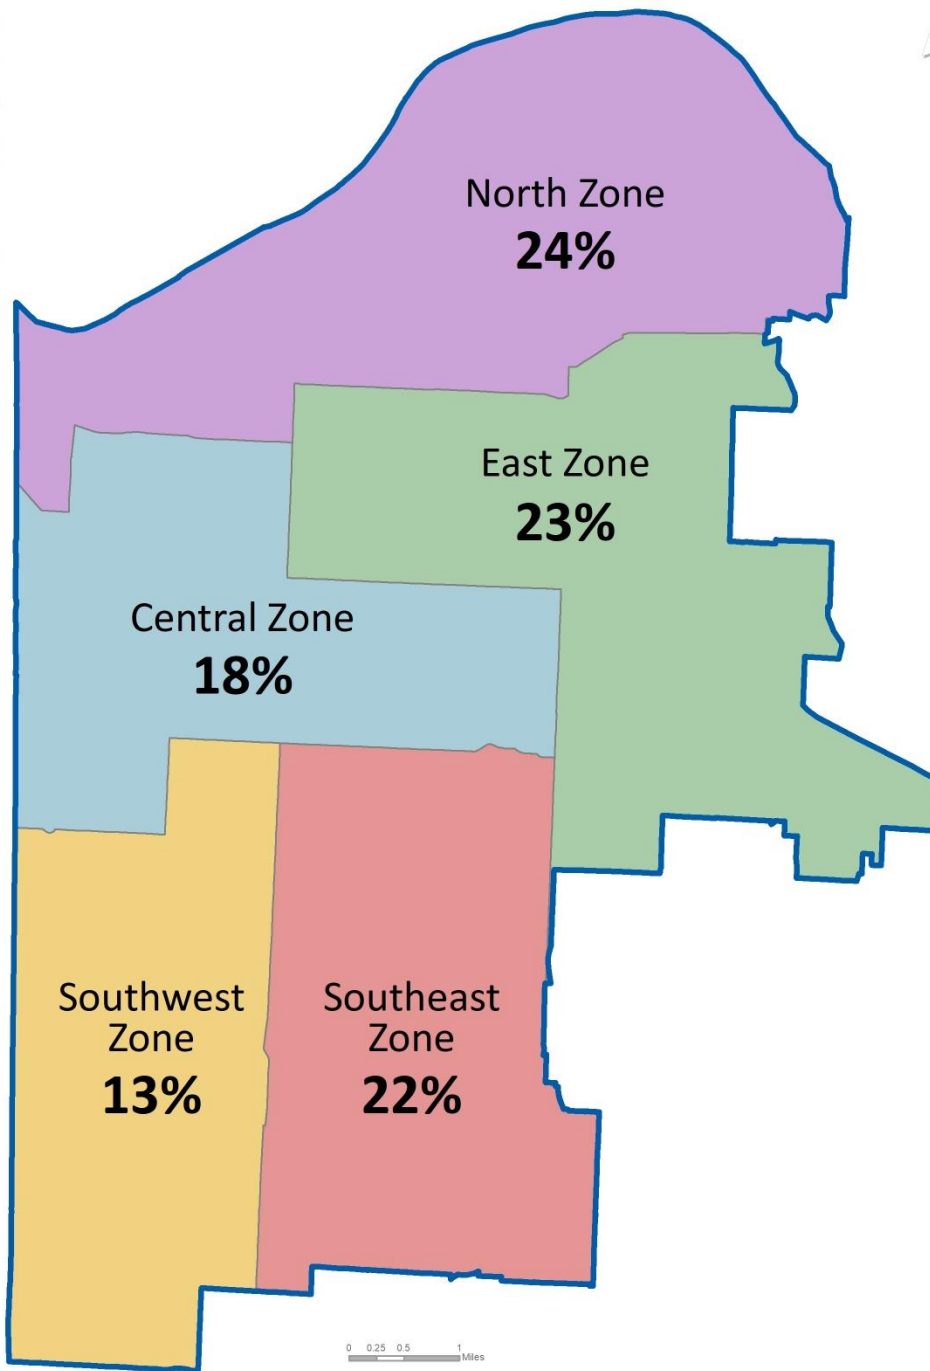 North Zone
24%
East Zone
23%
Central Zone
18%
Southwest
Zone
13%
Southeast
Zone
22%
0 0.25 0.5 1
Miles